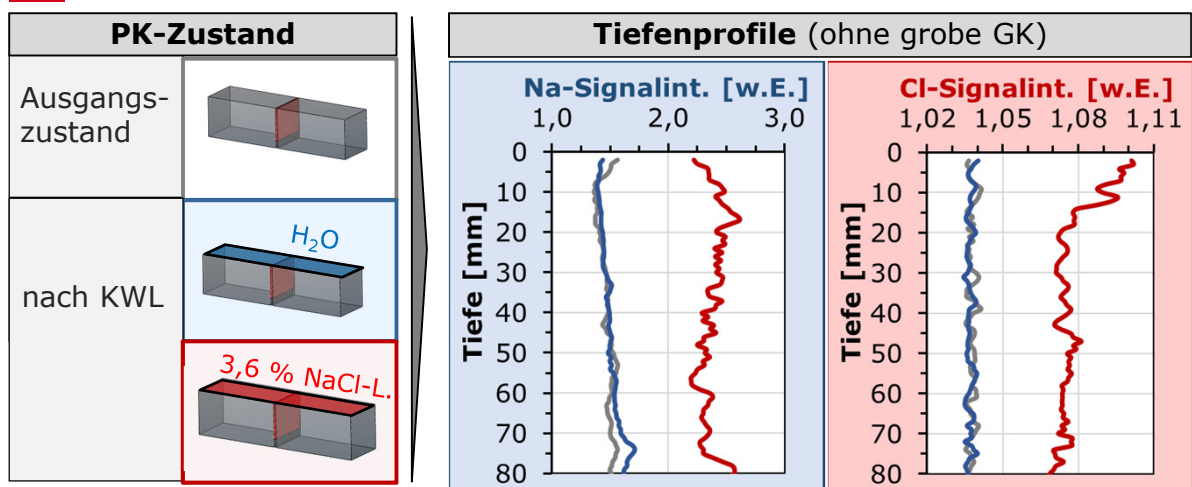 PK-Zustand
Ausgangs-
zustand
nach KWL
H₂O
3,6 % NaCl-L.
Tiefenprofile (ohne grobe GK)
Na-Signalint. [w.E.]
1,0 2,0 3,0
Tiefe [mm]
0
10
20
30
40
50
60
70
80
Cl-Signalint. [w.E.]
1,02 1,05 1,08 1,11
Tiefe [mm]
0
10
20
30
40
50
60
70
80